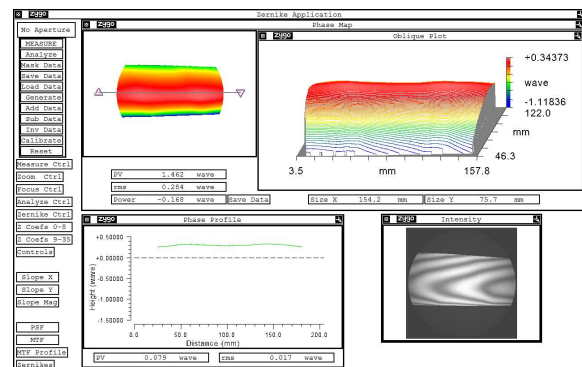 zygo Zernike Application
No Aperture
MEASURE
Analyze
Mask Data
Save Data
Load Data
Generate
Add Data
Sub Data
Inv Data
Calibrate
Reset
Measure Ctrl
Zoom Ctrl
Focus Ctrl
Analyze Ctrl
Zernike Ctrl
Z Coefs 0-8
Z Coefs 9-35
Controls
Slope X
Slope Y
Slope Mag
PSF
MTF
MTF Profile
Zernikes
zygo Phase Map
zygo Oblique Plot
+0.34373
wave
-1.11836
122.0
mm
46.3
3.5 mm 157.8
PV 1.462 wave
rms 0.284 wave
Power -0.168 wave Save Data
Size X 154.2 mm Size Y 75.7 mm
zygo Phase Profile
+0.50000
+0.00000
-0.50000
-1.00000
-1.50000
Height (wave)
0.0 50.0 100.0 150.0 200.0
Distance (mm)
PV 0.079 wave rms 0.017 wave
zygo Intensity